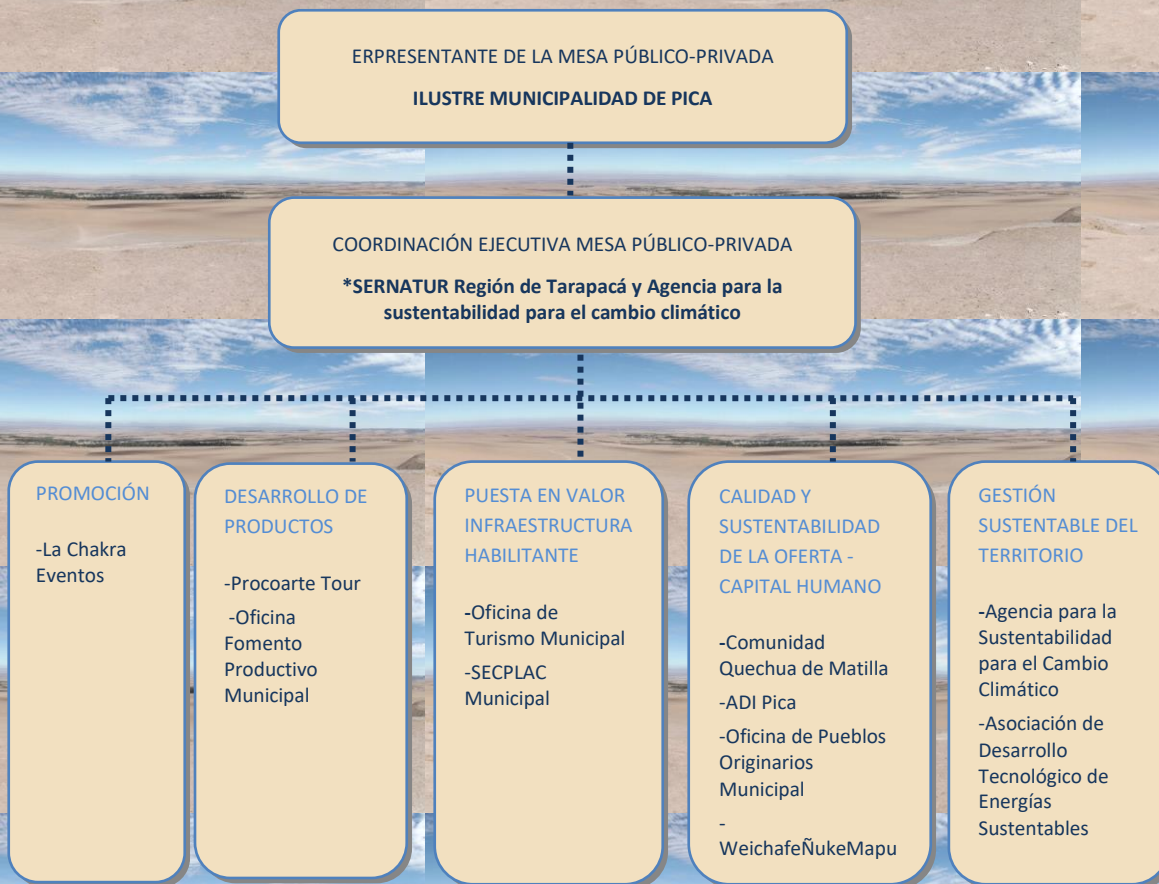 ERPRESENTANTE DE LA MESA PÚBLICO-PRIVADA
ILUSTRE MUNICIPALIDAD DE PICA
COORDINACIÓN EJECUTIVA MESA PÚBLICO-PRIVADA
*SERNATUR Región de Tarapacá y Agencia para la
sustentabilidad para el cambio climático
PROMOCIÓN
-La Chakra
Eventos
DESARROLLO DE
PRODUCTOS
-Procoarte Tour
-Oficina
Fomento
Productivo
Municipal
PUESTA EN VALOR
INFRAESTRUCTURA
HABILITANTE
-Oficina de
Turismo Municipal
-SECPLAC
Municipal
CALIDAD Y
SUSTENTABILIDAD
DE LA OFERTA -
CAPITAL HUMANO
-Comunidad
Quechua de Matilla
-ADI Pica
-Oficina de Pueblos
Originarios
Municipal
-
WeichafeÑukeMapu
GESTIÓN
SUSTENTABLE DEL
TERRITORIO
-Agencia para la
Sustentabilidad
para el Cambio
Climático
-Asociación de
Desarrollo
Tecnológico de
Energías
Sustentables